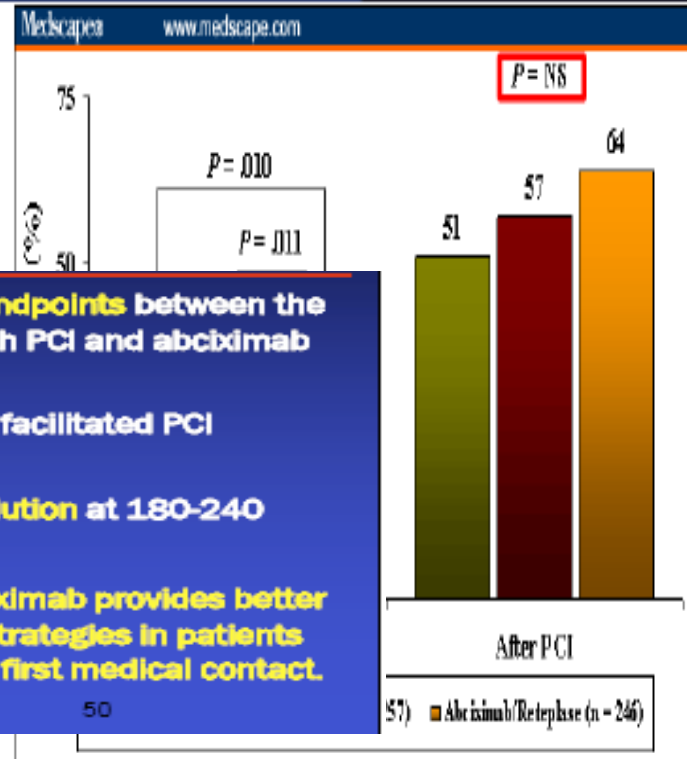 Medscape® www.medscape.com
P = NS
75
64
P = .010
57
51
P = .011
(%)
50
ndpoints between the
h PCI and abciximab
facilitated PCI
ution at 180-240
ximab provides better
trategies in patients
first medical contact.
50
After PCI
57) Abciximab/Reteplase (n = 246)